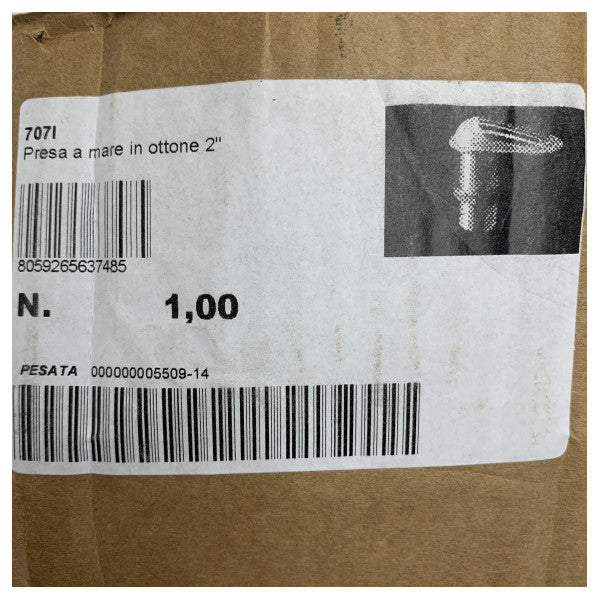 707I
Presa a mare in ottone 2"
8059265637485
N. 1,00
PESATA 000000005509-14